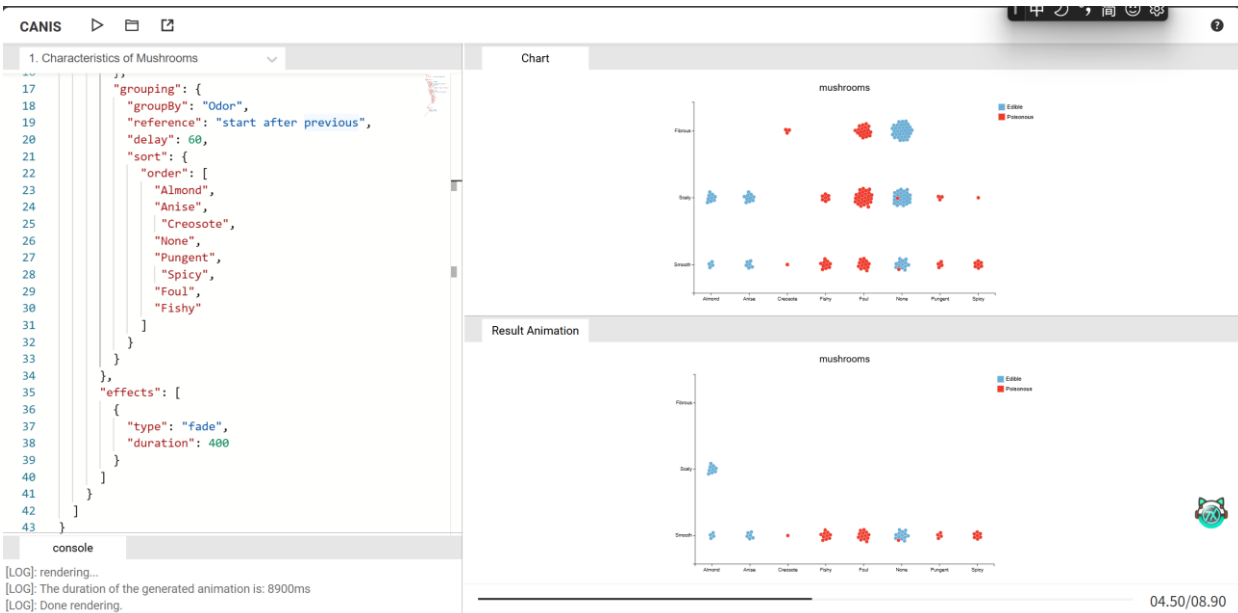 CANIS
中 简
1. Characteristics of Mushrooms
Chart
},
17 "grouping": {
18 "groupBy": "Odor",
19 "reference": "start after previous",
20 "delay": 60,
21 "sort": {
22 "order": [
23 "Almond",
24 "Anise",
25 "Creosote",
26 "None",
27 "Pungent",
28 "Spicy",
29 "Foul",
30 "Fishy"
31 ]
32 }
33 }
34 },
35 "effects": [
36 {
37 "type": "fade",
38 "duration": 400
39 }
40 ]
41 }
42 ]
43 }
console
[LOG]: rendering...
[LOG]: The duration of the generated animation is: 8900ms
[LOG]: Done rendering.
mushrooms
Edible
Poisonous
Fibrous
Scaly
Smooth
Almond Anise Creosote Fishy Foul None Pungent Spicy
Result Animation
mushrooms
Edible
Poisonous
Fibrous
Scaly
Smooth
Almond Anise Creosote Fishy Foul None Pungent Spicy
04.50/08.90